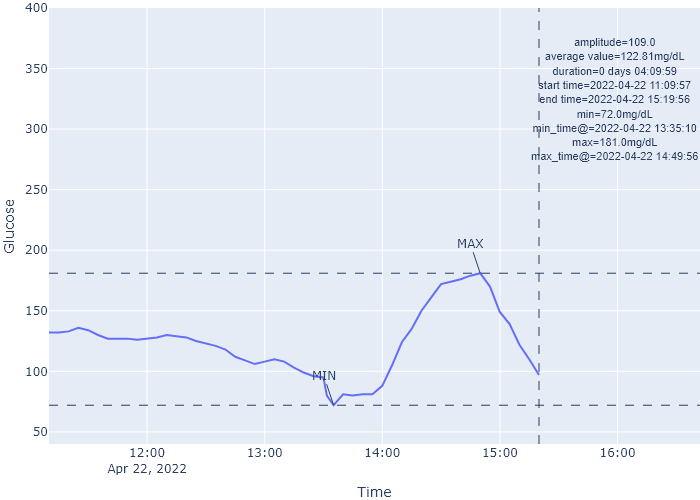 400
350
300
250
200
150
100
50
Glucose
amplitude=109.0
average value=122.81mg/dL
duration=0 days 04:09:59
start time=2022-04-22 11:09:57
end time=2022-04-22 15:19:56
min=72.0mg/dL
min_time@=2022-04-22 13:35:10
max=181.0mg/dL
max_time@=2022-04-22 14:49:56
MAX
MIN
12:00 13:00 14:00 15:00 16:00
Apr 22, 2022
Time